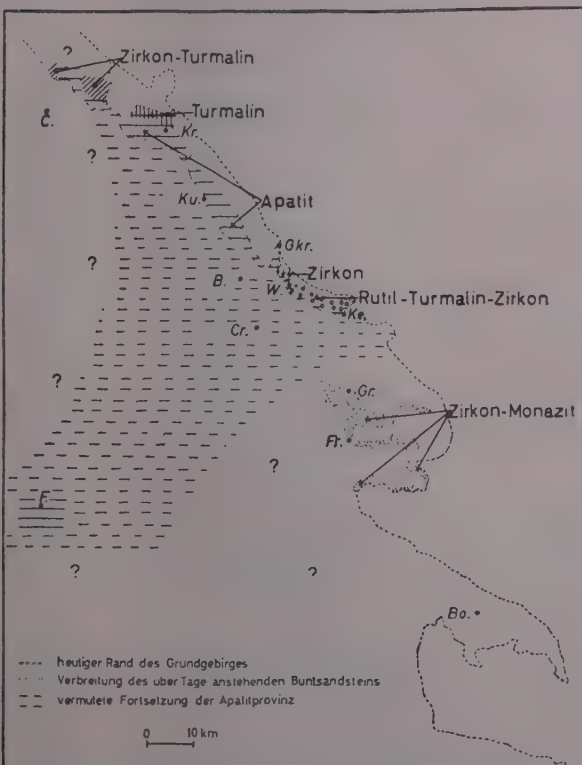 ?
Zirkon-Turmalin
Turmalin
Č.
Kr.
?
Ku.
Apatit
Gkr.
?
Zirkon
B.
W.
Rutil-Turmalin-Zirkon
Ke.
Cr.
?
Gr.
Zirkon-Monazit
Ft.
?
F.
?
?
Bo.
heutiger Rand des Grundgebirges
Verbreitung des über Tage anstehenden Buntsandsteins
vermutete Fortsetzung der Apatitprovinz
0 10 km